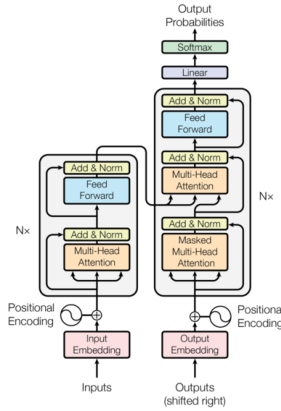 Output
Probabilities
Softmax
Linear
Add & Norm
Feed
Forward
Add & Norm
Multi-Head
Attention
Add & Norm
Masked
Multi-Head
Attention
N×
Add & Norm
Feed
Forward
Add & Norm
Multi-Head
Attention
N×
Positional
Encoding
Positional
Encoding
Input
Embedding
Output
Embedding
Inputs
Outputs
(shifted right)